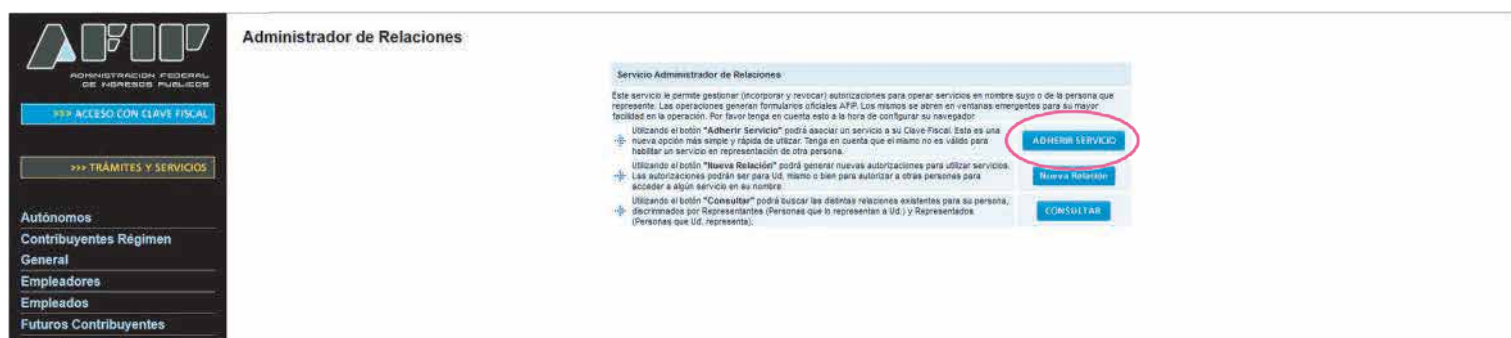 AFIP
ADMINISTRACION FEDERAL
DE INGRESOS PUBLICOS
>>> ACCESO CON CLAVE FISCAL
>>> TRÁMITES Y SERVICIOS
Autónomos
Contribuyentes Régimen
General
Empleadores
Empleados
Futuros Contribuyentes
Administrador de Relaciones
Servicio Administrador de Relaciones
Este servicio le permite gestionar (incorporar y revocar) autorizaciones para operar servicios en nombre suyo o de la persona que
represente. Las operaciones generan formularios oficiales AFIP. Los mismos se abren en ventanas emergentes para su mayor
facilidad en la operación. Por favor tenga en cuenta esto a la hora de configurar su navegador
Utilizando el botón "Adherir Servicio" podrá asociar un servicio a su Clave Fiscal. Esta es una
nueva opción más simple y rápida de utilizar. Tenga en cuenta que el mismo no es válido para
habilitar un servicio en representación de otra persona.
ADHERIR SERVICIO
Utilizando el botón "Nueva Relación" podrá generar nuevas autorizaciones para utilizar servicios.
Las autorizaciones podrán ser para Ud. mismo o bien para autorizar a otras personas para
acceder a algún servicio en su nombre.
Nueva Relación
Utilizando el botón "Consultar" podrá buscar las distintas relaciones existentes para su persona,
discriminados por Representantes (Personas que lo representan a Ud.) y Representados
(Personas que Ud. representa).
CONSULTAR